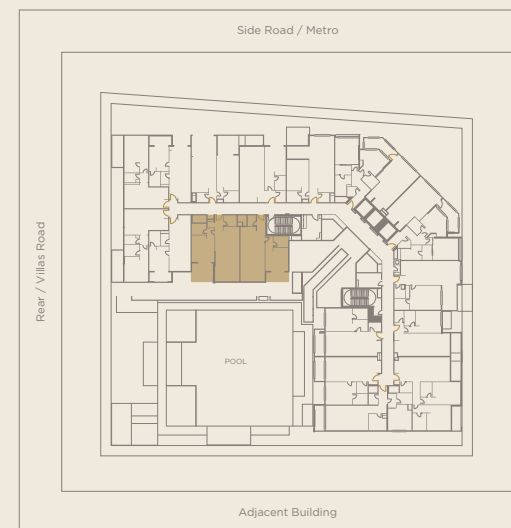 Side Road / Metro
Rear / Villas Road
POOL
Adjacent Building